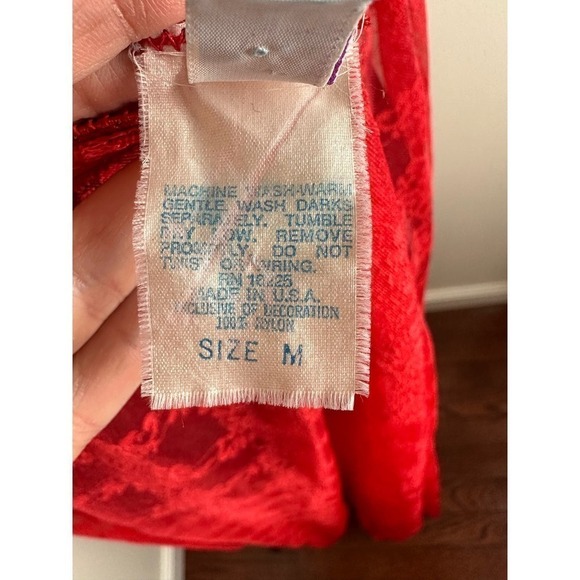 MACHINE WASH-WARM
GENTLE WASH DARKS
SEPARATELY. TUMBLE
DRY LOW. REMOVE
PROMPTLY. DO NOT
TWIST OR WRING.
RN
MADE IN U.S.A.
EXCLUSIVE OF DECORATION
100% NYLON
SIZE M